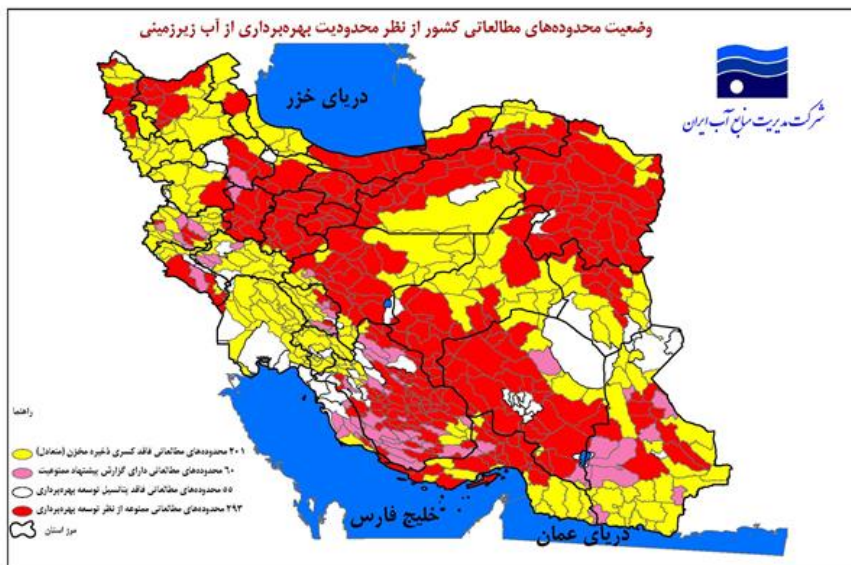 وضعیت محدوده‌های مطالعاتی کشور از نظر محدودیت بهره‌برداری از آب زیرزمینی
دریای خزر
شرکت مدیریت منابع آب ایران
راهنما
۲۰۱ محدوده‌های مطالعاتی فاقد کسری ذخیره مخزن (متعادل)
۶۰ محدوده‌های مطالعاتی دارای گزارش پیشنهاد ممنوعیت
۵۵ محدوده‌های مطالعاتی فاقد پتانسیل توسعه بهره‌برداری
۲۹۳ محدوده‌های مطالعاتی ممنوعه از نظر توسعه بهره‌برداری
مرز استان
خلیج فارس
دریای عمان